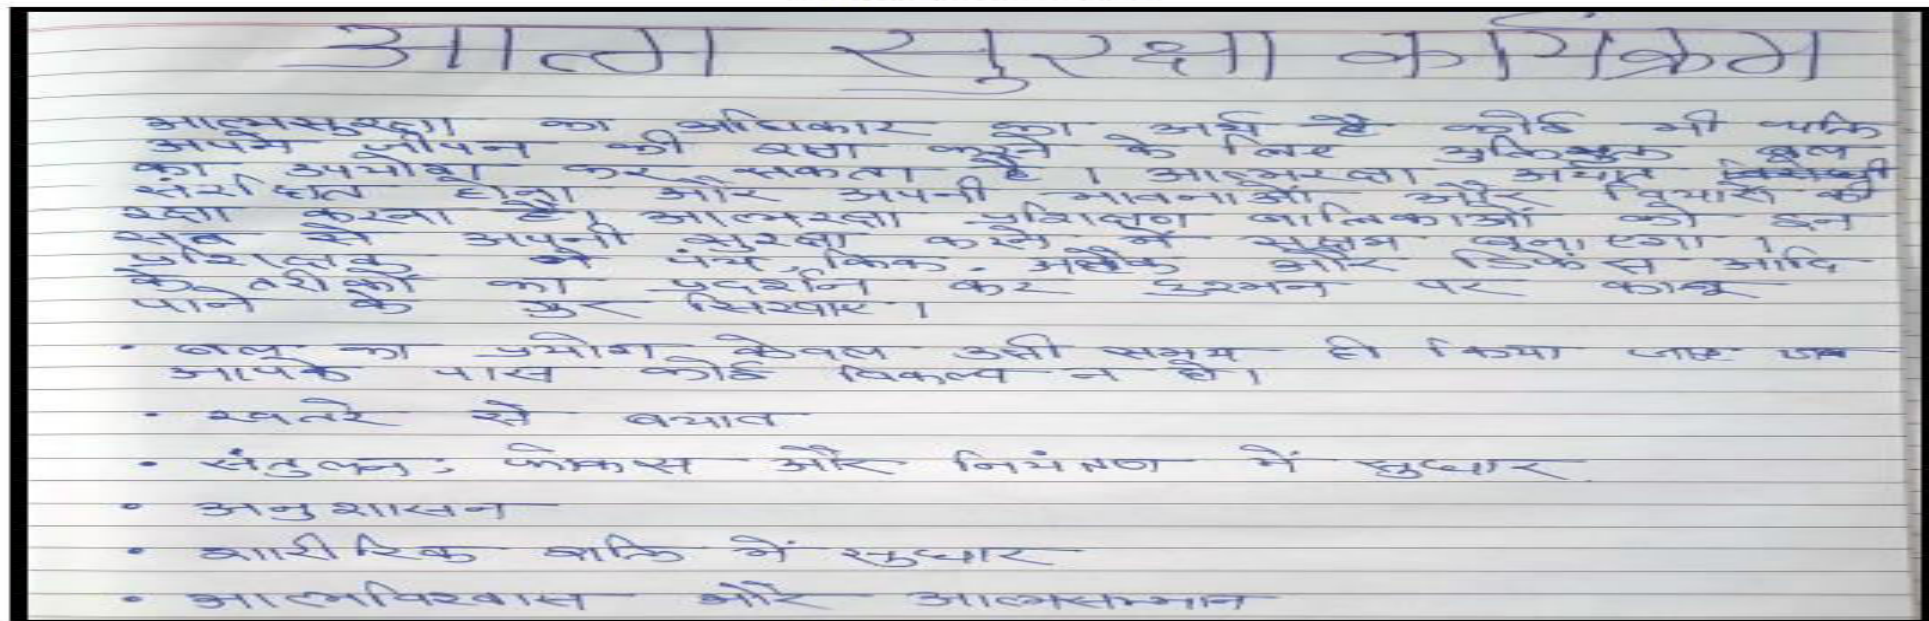 आत्म सुरक्षा कार्यक्रम
आत्मसुरक्षा का अधिकार का अर्थ है कोई भी व्यक्ति
अपने जीवन की रक्षा करने के लिए युक्तियुक्त बल
का उपयोग कर सकता है । आत्मरक्षा अर्थात
संरक्षित होना और अपनी भावनाओं और विचारों की
रक्षा करना है। आत्मरक्षा प्रशिक्षण बालिकाओं को इन
सब से अपनी सुरक्षा करने में सक्षम बनाएगा ।
प्रशिक्षक ने पंच, किक, और डिफेंस आदि
के तरीकों का प्रदर्शन कर दुश्मन पर काबू
पाने के गुर सिखाए ।
• बल का प्रयोग केवल उसी समय ही किया जाए जब
आपके पास कोई विकल्प न हो।
• खतरे से बचाव
• संतुलन, फोकस और नियंत्रण में सुधार
• अनुशासन
• शारीरिक शक्ति में सुधार
• आत्मविश्वास और आत्मसम्मान